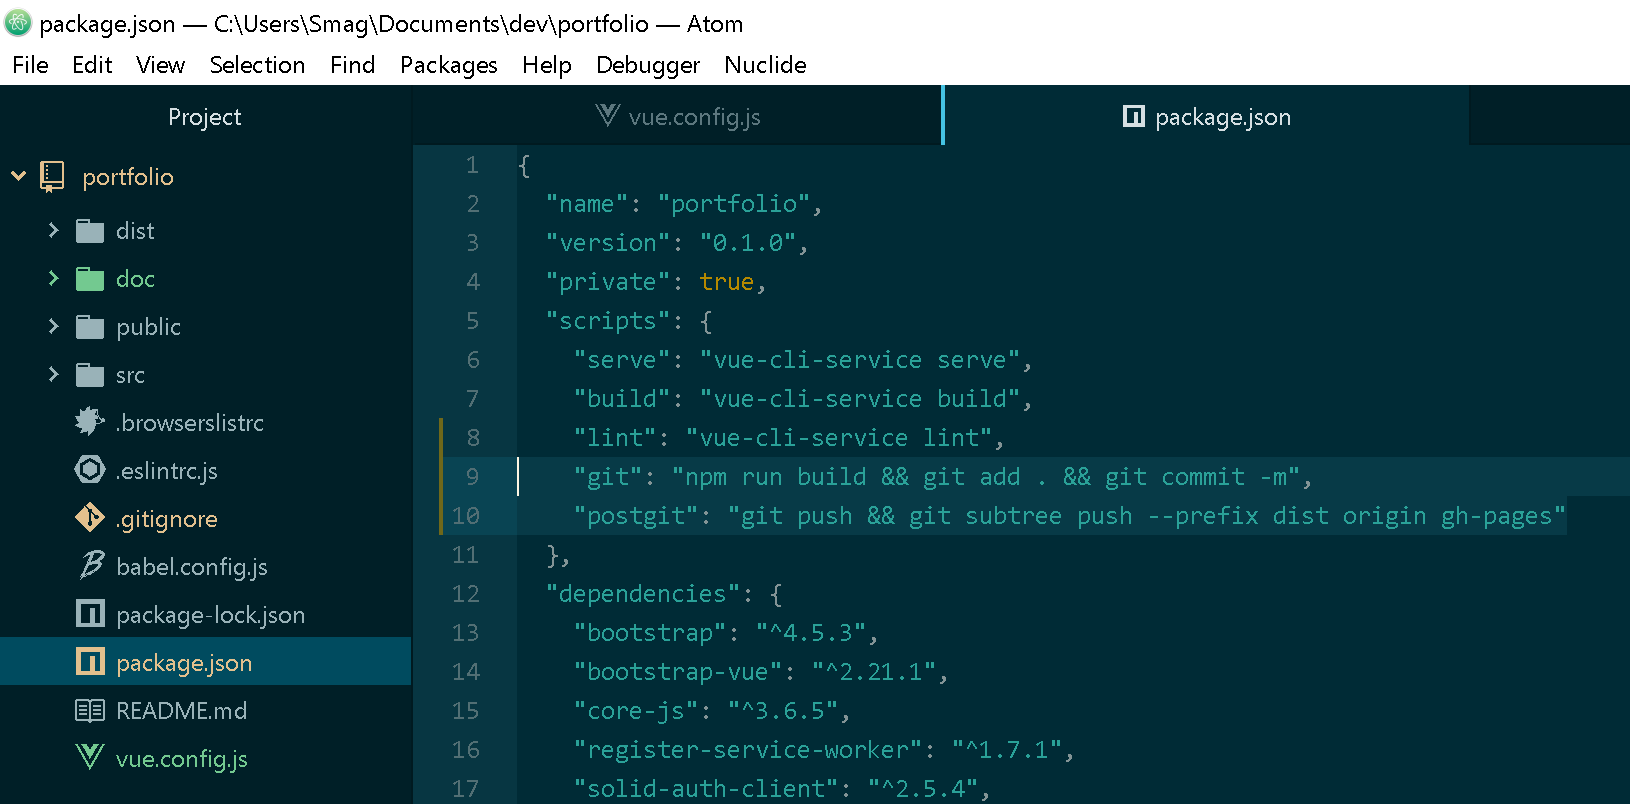 package.json — C:\Users\Smag\Documents\dev\portfolio — Atom
File Edit View Selection Find Packages Help Debugger Nuclide
Project
portfolio
dist
doc
public
src
.browserslistrc
.eslintrc.js
.gitignore
babel.config.js
package-lock.json
package.json
README.md
vue.config.js
vue.config.js
package.json
1 {
2 "name": "portfolio",
3 "version": "0.1.0",
4 "private": true,
5 "scripts": {
6 "serve": "vue-cli-service serve",
7 "build": "vue-cli-service build",
8 "lint": "vue-cli-service lint",
9 "git": "npm run build && git add . && git commit -m",
10 "postgit": "git push && git subtree push --prefix dist origin gh-pages"
11 },
12 "dependencies": {
13 "bootstrap": "^4.5.3",
14 "bootstrap-vue": "^2.21.1",
15 "core-js": "^3.6.5",
16 "register-service-worker": "^1.7.1",
17 "solid-auth-client": "^2.5.4",